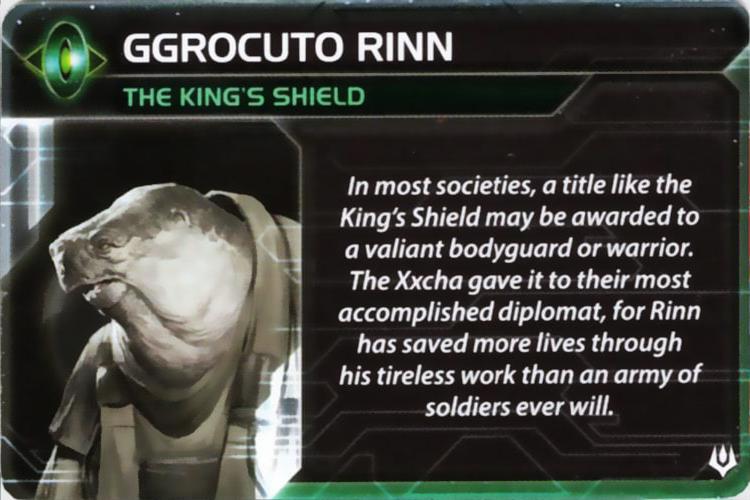 GGROCUTO RINN
THE KING'S SHIELD
In most societies, a title like the
King's Shield may be awarded to
a valiant bodyguard or warrior.
The Xxcha gave it to their most
accomplished diplomat, for Rinn
has saved more lives through
his tireless work than an army of
soldiers ever will.